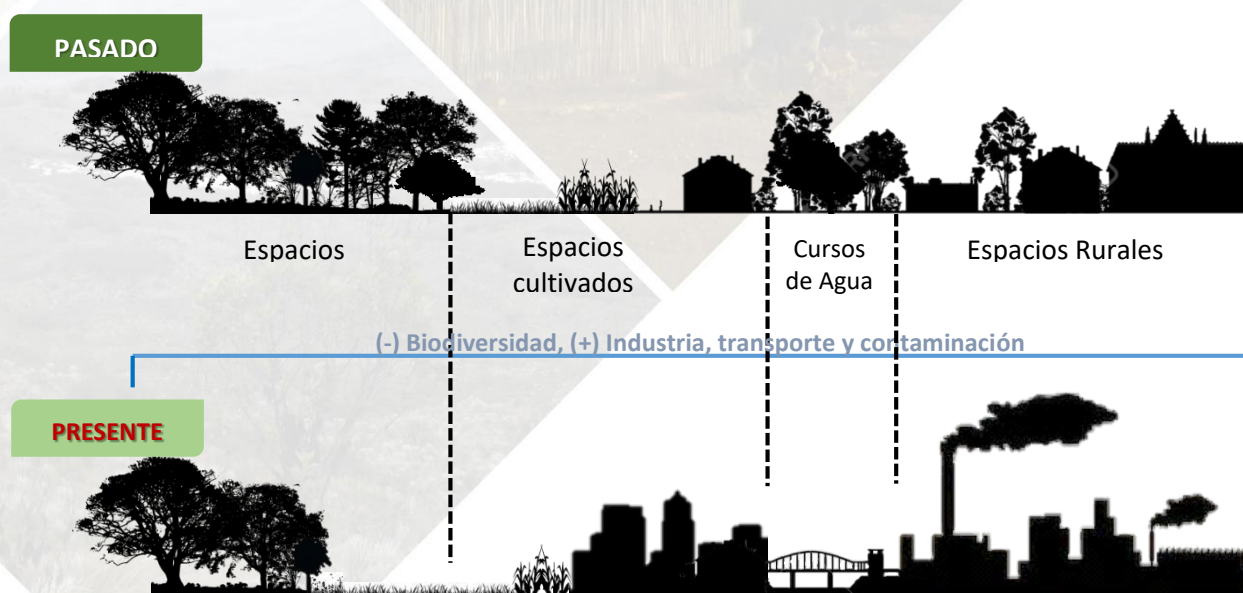 PASADO
Espacios
Espacios
cultivados
Cursos
de Agua
Espacios Rurales
(-) Biodiversidad, (+) Industria, transporte y contaminación
PRESENTE